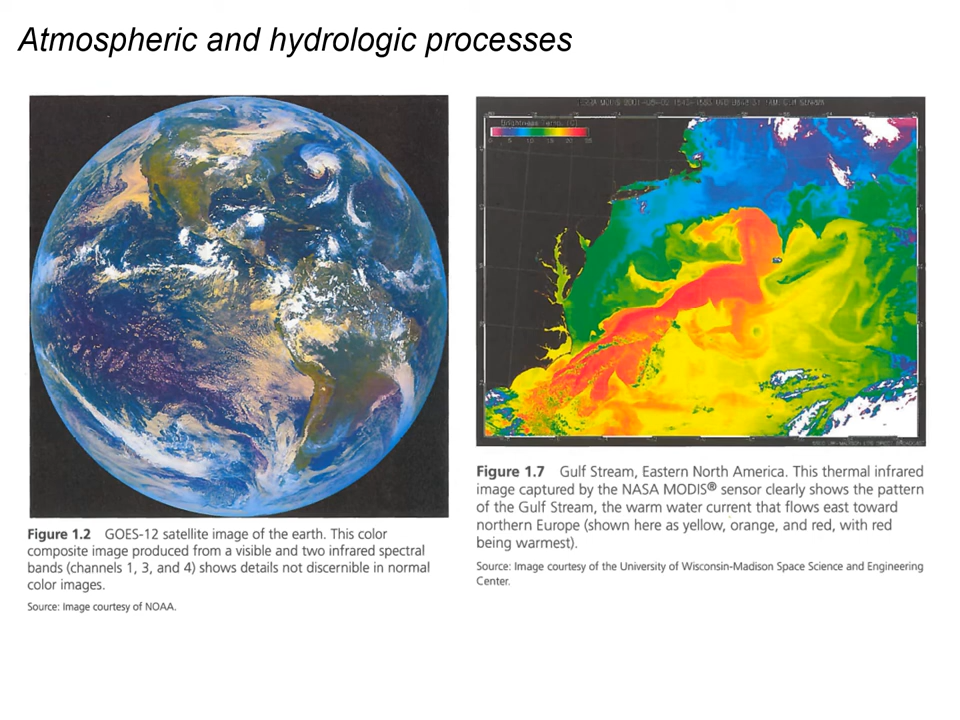 Atmospheric and hydrologic processes
Brightness Temp. (C)
Figure 1.2 GOES-12 satellite image of the earth. This color
composite image produced from a visible and two infrared spectral
bands (channels 1, 3, and 4) shows details not discernible in normal
color images.
Source: Image courtesy of NOAA.
Figure 1.7 Gulf Stream, Eastern North America. This thermal infrared
image captured by the NASA MODIS® sensor clearly shows the pattern
of the Gulf Stream, the warm water current that flows east toward
northern Europe (shown here as yellow, orange, and red, with red
being warmest).
Source: Image courtesy of the University of Wisconsin-Madison Space Science and Engineering
Center.